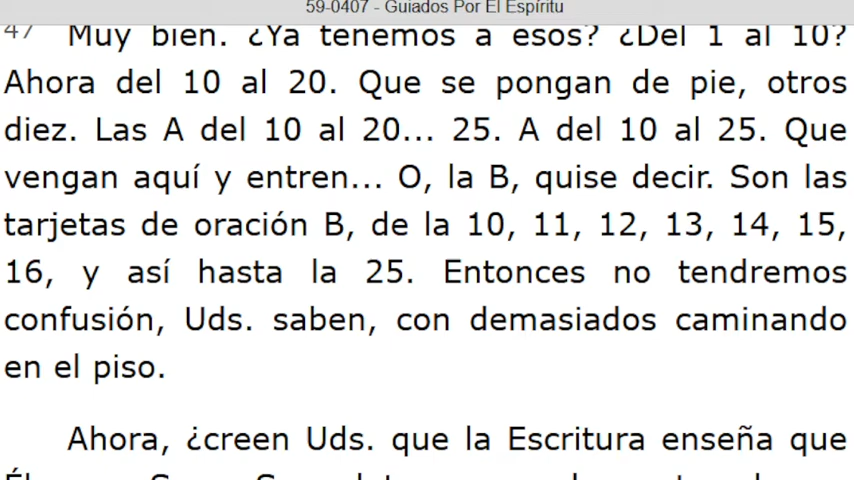 59-0407 - Guiados Por El Espíritu
47 Muy bien. ¿Ya tenemos a esos? ¿Del 1 al 10?
Ahora del 10 al 20. Que se pongan de pie, otros
diez. Las A del 10 al 20... 25. A del 10 al 25. Que
vengan aquí y entren... O, la B, quise decir. Son las
tarjetas de oración B, de la 10, 11, 12, 13, 14, 15,
16, y así hasta la 25. Entonces no tendremos
confusión, Uds. saben, con demasiados caminando
en el piso.
Ahora, ¿creen Uds. que la Escritura enseña que
Él